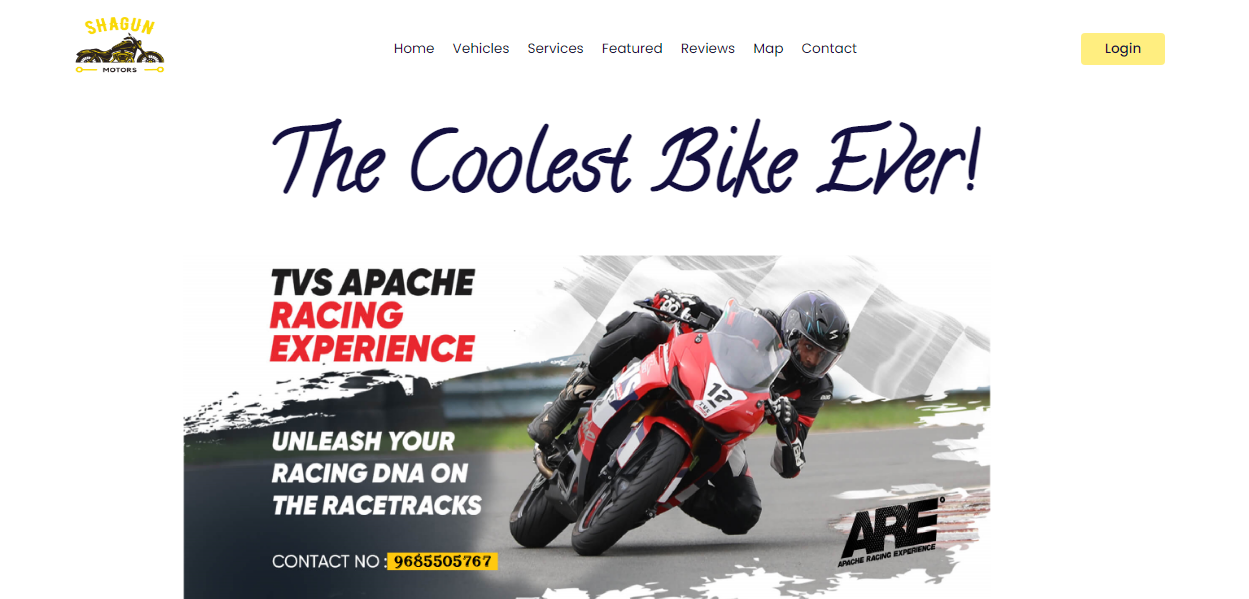 SHAGUN
MOTORS
Home Vehicles Services Featured Reviews Map Contact
Login
The Coolest Bike Ever!
TVS APACHE
RACING
EXPERIENCE
12
TVS
UNLEASH YOUR
RACING DNA ON
THE RACETRACKS
ARE
APACHE RACING EXPERIENCE
CONTACT NO : 9685505767